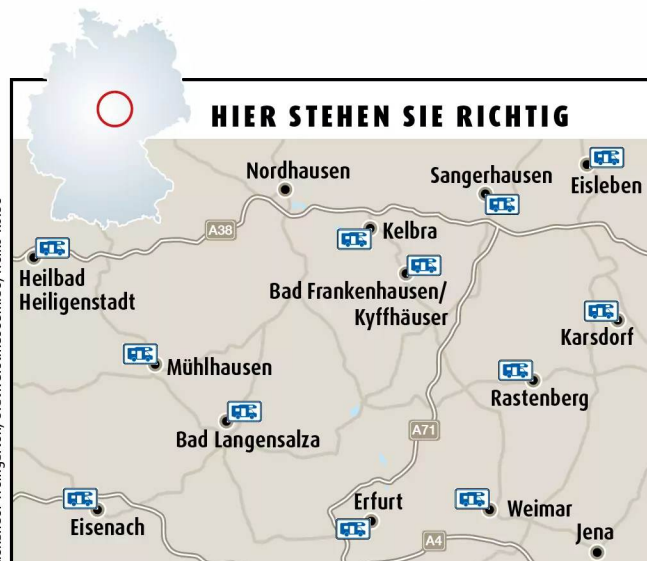 HIER STEHEN SIE RICHTIG
Nordhausen
Sangerhausen
Eisleben
A38
Kelbra
Heilbad
Heiligenstadt
Bad Frankenhausen/
Kyffhäuser
Karsdorf
Mühlhausen
Rastenberg
Bad Langensalza
A71
Erfurt
Weimar
Eisenach
A4
Jena